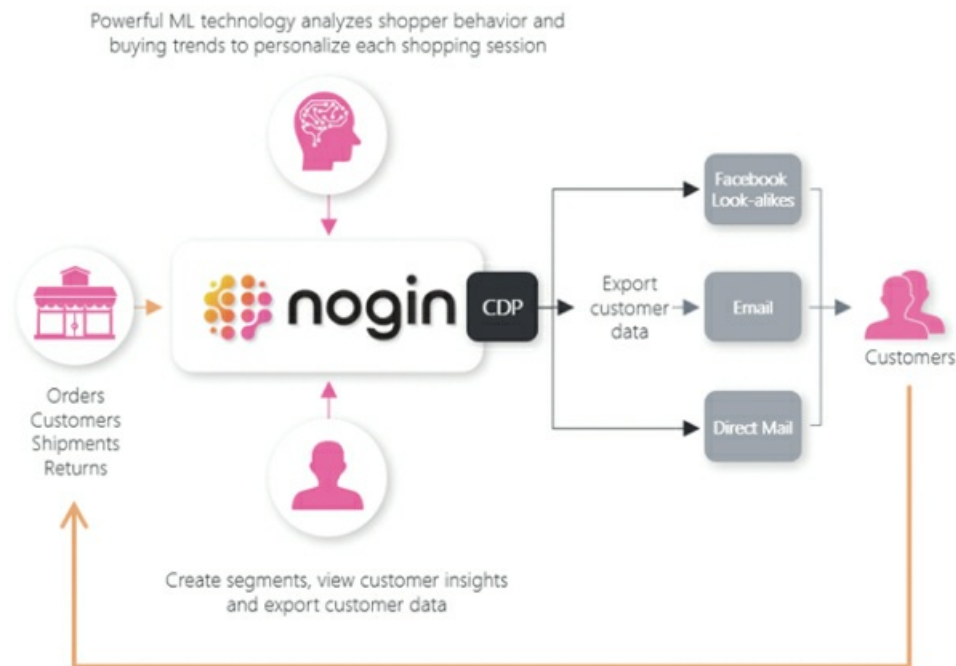 Powerful ML technology analyzes shopper behavior and
buying trends to personalize each shopping session
Orders
Customers
Shipments
Returns
nogin
CDP
Create segments, view customer insights
and export customer data
Export
customer
data
Facebook
Look-alikes
Email
Direct Mail
Customers